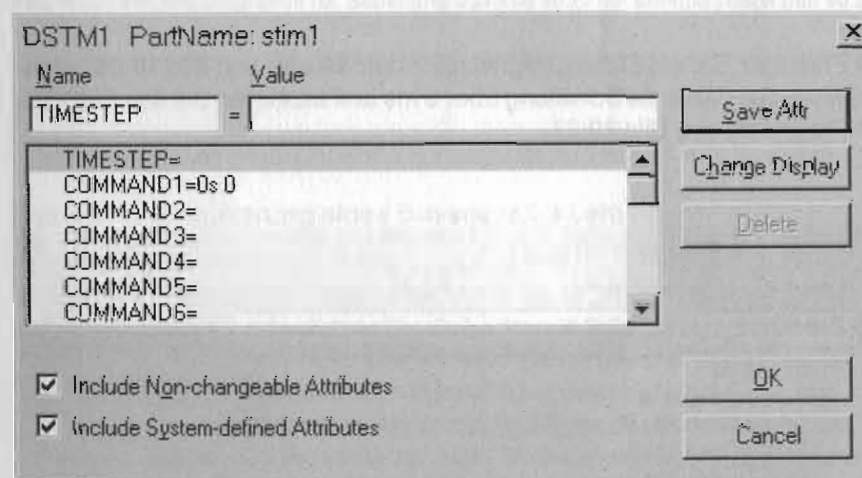 DSTM1 PartName: stim1
Name Value
TIMESTEP =
Save Attr
TIMESTEP=
COMMAND1=0s 0
COMMAND2=
COMMAND3=
COMMAND4=
COMMAND5=
COMMAND6=
Change Display
Delete
Include Non-changeable Attributes
Include System-defined Attributes
OK
Cancel